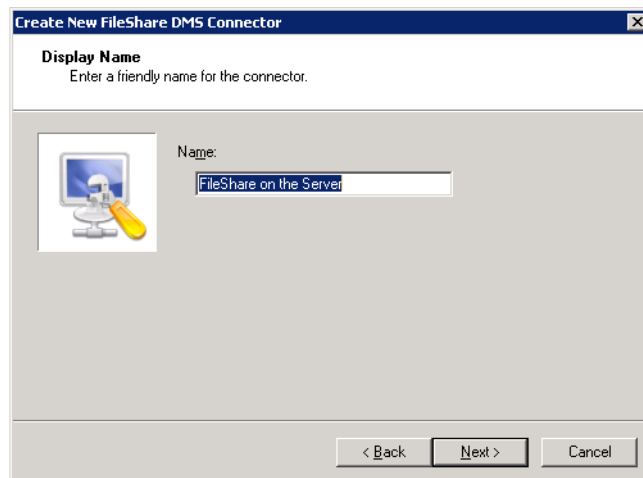 Create New FileShare DMS Connector
Display Name
Enter a friendly name for the connector.
Name:
FileShare on the Server
< Back
Next >
Cancel